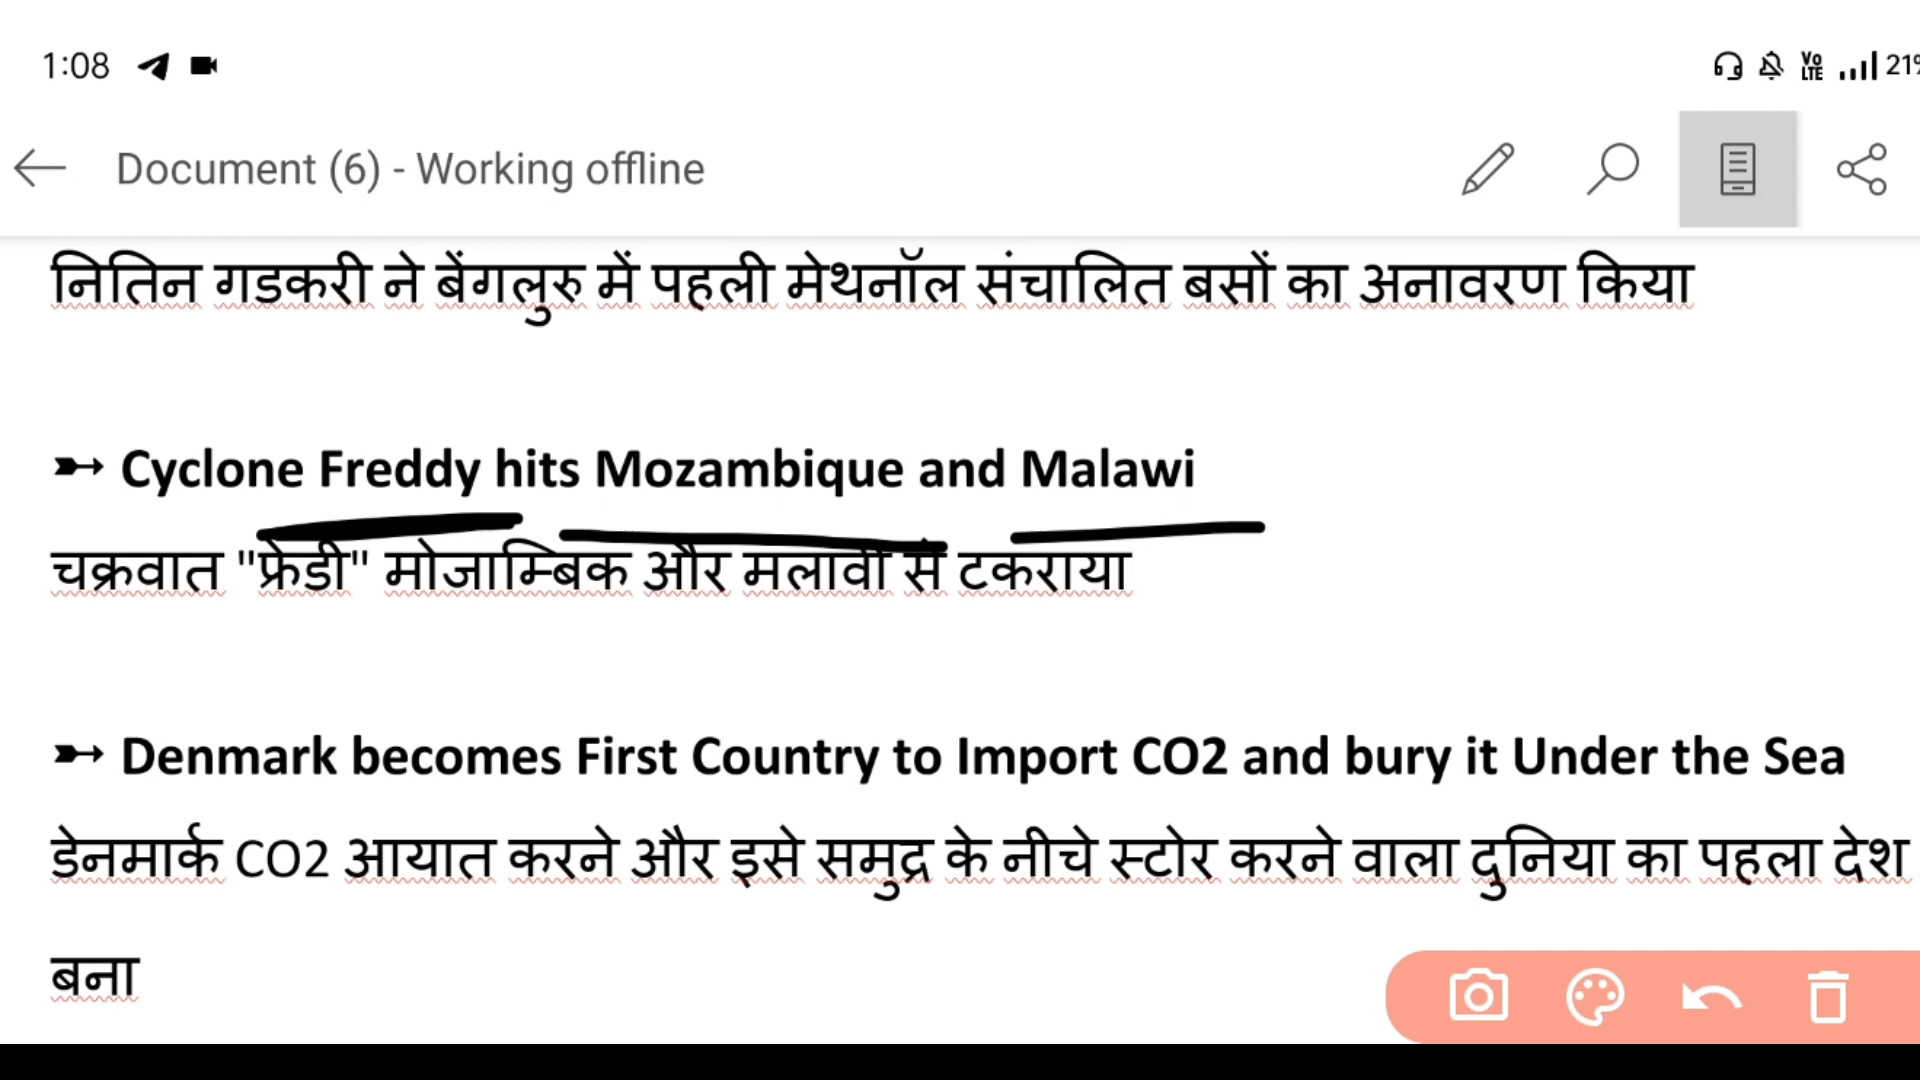 1:08 VoLTE 21%
Document (6) - Working offline
नितिन गडकरी ने बेंगलुरु में पहली मेथनॉल संचालित बसों का अनावरण किया
➼ Cyclone Freddy hits Mozambique and Malawi
चक्रवात "फ्रेडी" मोजाम्बिक और मलावी से टकराया
➼ Denmark becomes First Country to Import CO2 and bury it Under the Sea
डेनमार्क CO2 आयात करने और इसे समुद्र के नीचे स्टोर करने वाला दुनिया का पहला देश
बना